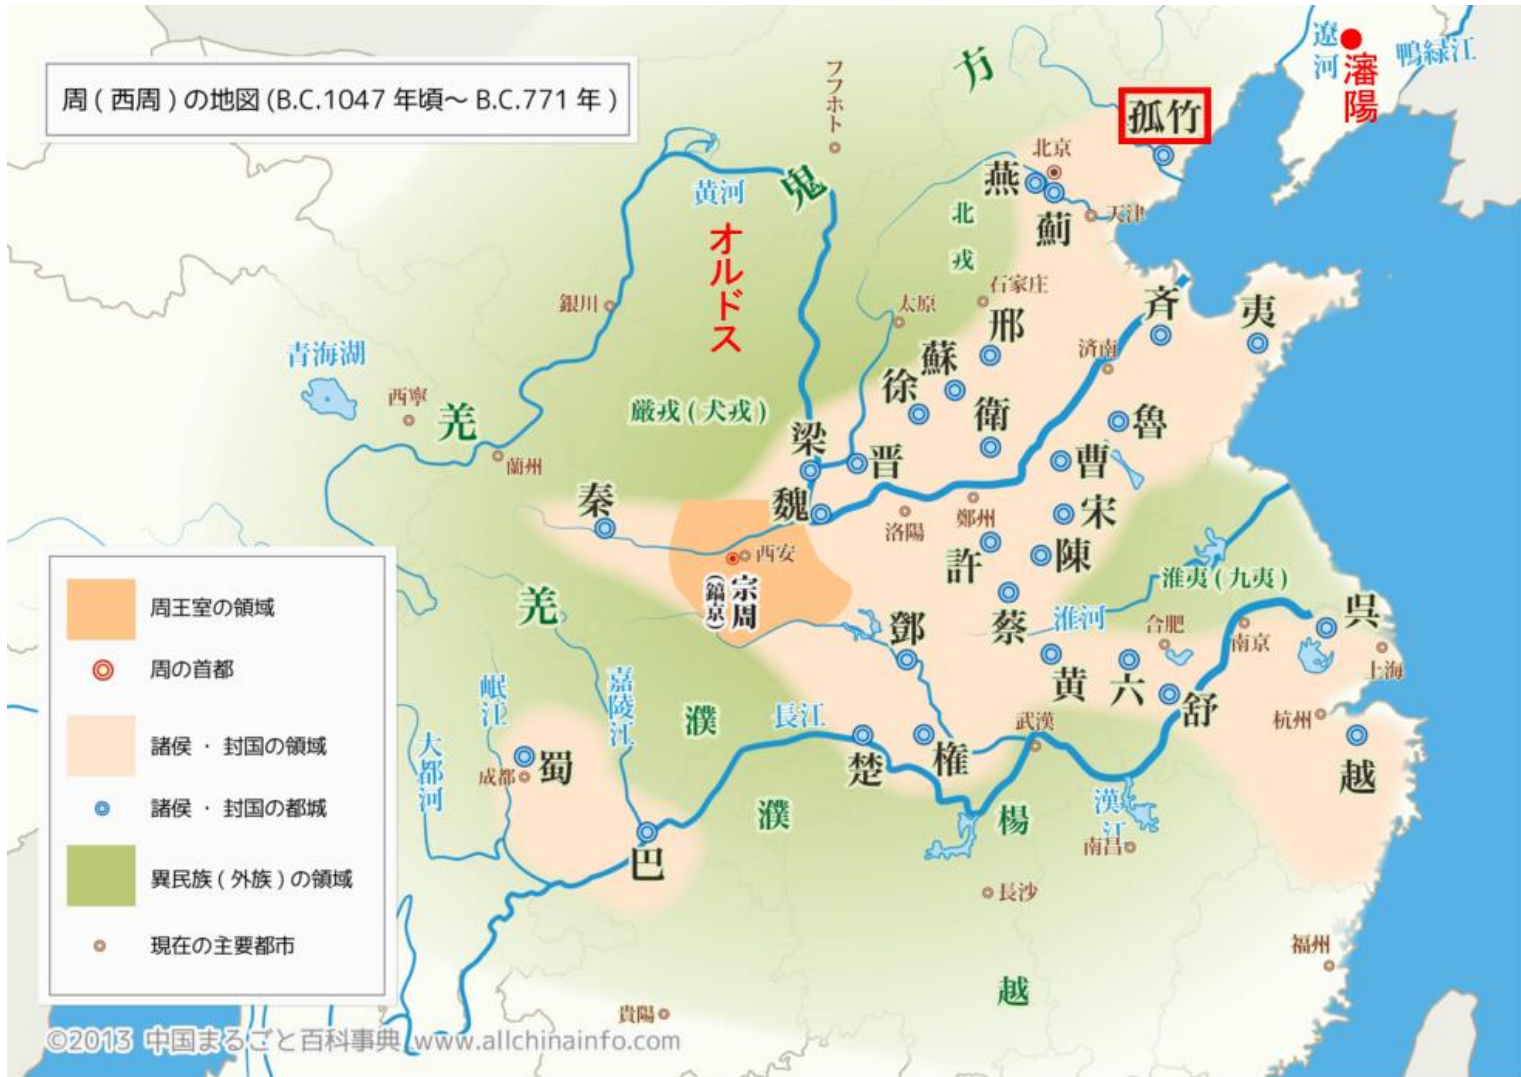 周(西周)の地図(B.C.1047年頃～B.C.771年)
遼河
瀋陽
鴨緑江
方
フフホト
孤竹
北京
燕
薊
天津
黄河
鬼
北戎
オルドス
石家庄
太原
邢
斉
夷
銀川
済南
青海湖
蘇
徐
西寧
羌
厳戎(犬戎)
衛
魯
梁
晋
曹
蘭州
秦
魏
洛陽
鄭州
宋
西安
許
陳
淮夷(九夷)
宗周
(鎬京)
羌
蔡
淮河
合肥
南京
呉
鄧
上海
黄
六
舒
岷江
嘉陵江
濮
長江
武漢
杭州
大都河
成都
蜀
楚
権
越
濮
楊
漢江
南昌
巴
長沙
福州
越
貴陽
周王室の領域
周の首都
諸侯・封国の領域
諸侯・封国の都城
異民族(外族)の領域
現在の主要都市
©2013 中国まるごと百科事典 www.allchinainfo.com